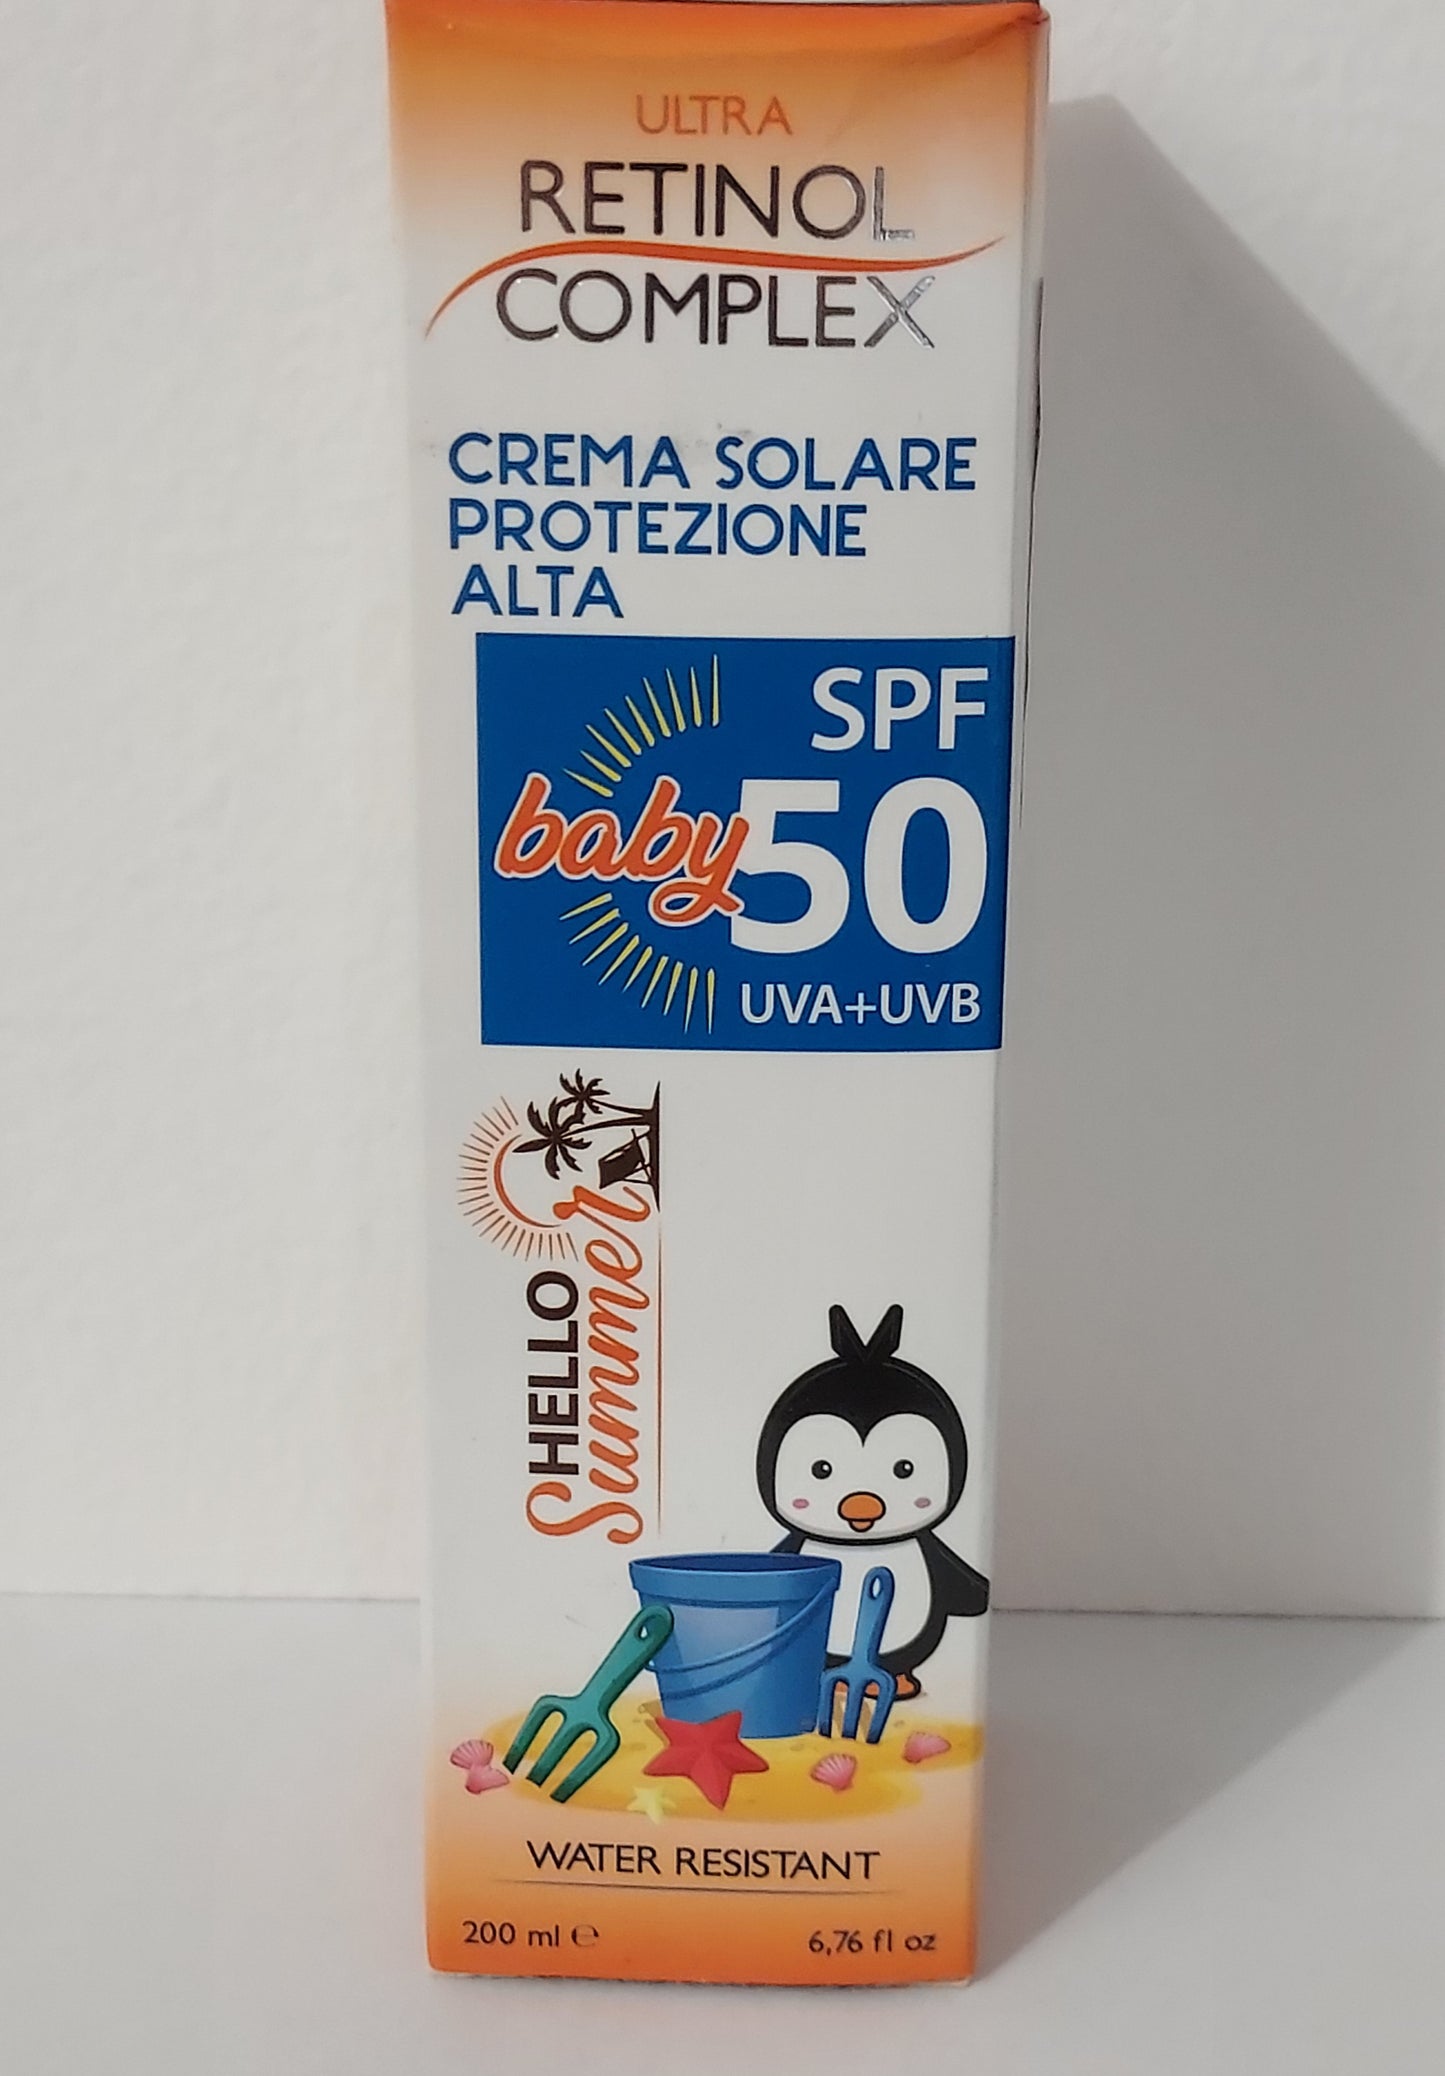 ULTRA
RETINOL
COMPLEX
CREMA SOLARE
PROTEZIONE
ALTA
SPF
baby 50
UVA+UVB
HELLO
Summer
WATER RESISTANT
200 ml ℮ 6,76 fl oz